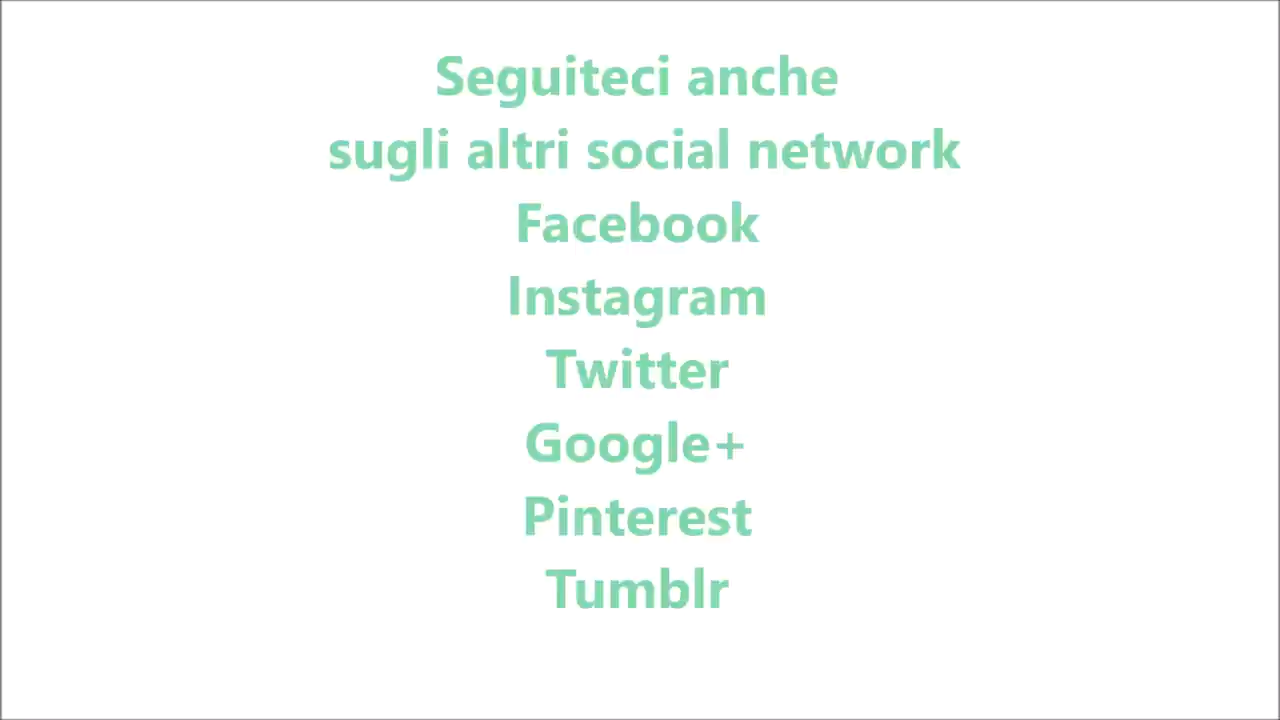 Seguiteci anche
sugli altri social network
Facebook
Instagram
Twitter
Google+
Pinterest
Tumblr